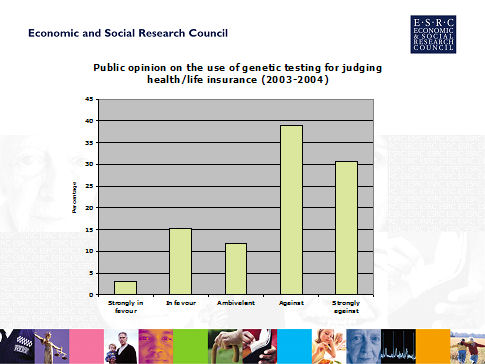 Economic and Social Research Council
E·S·R·C
ECONOMIC
& SOCIAL
RESEARCH
COUNCIL
Public opinion on the use of genetic testing for judging
health/life insurance (2003-2004)
45
40
35
30
25
20
15
10
5
0
Percentage
Strongly in
favour
In favour
Ambivalent
Against
Strongly
against